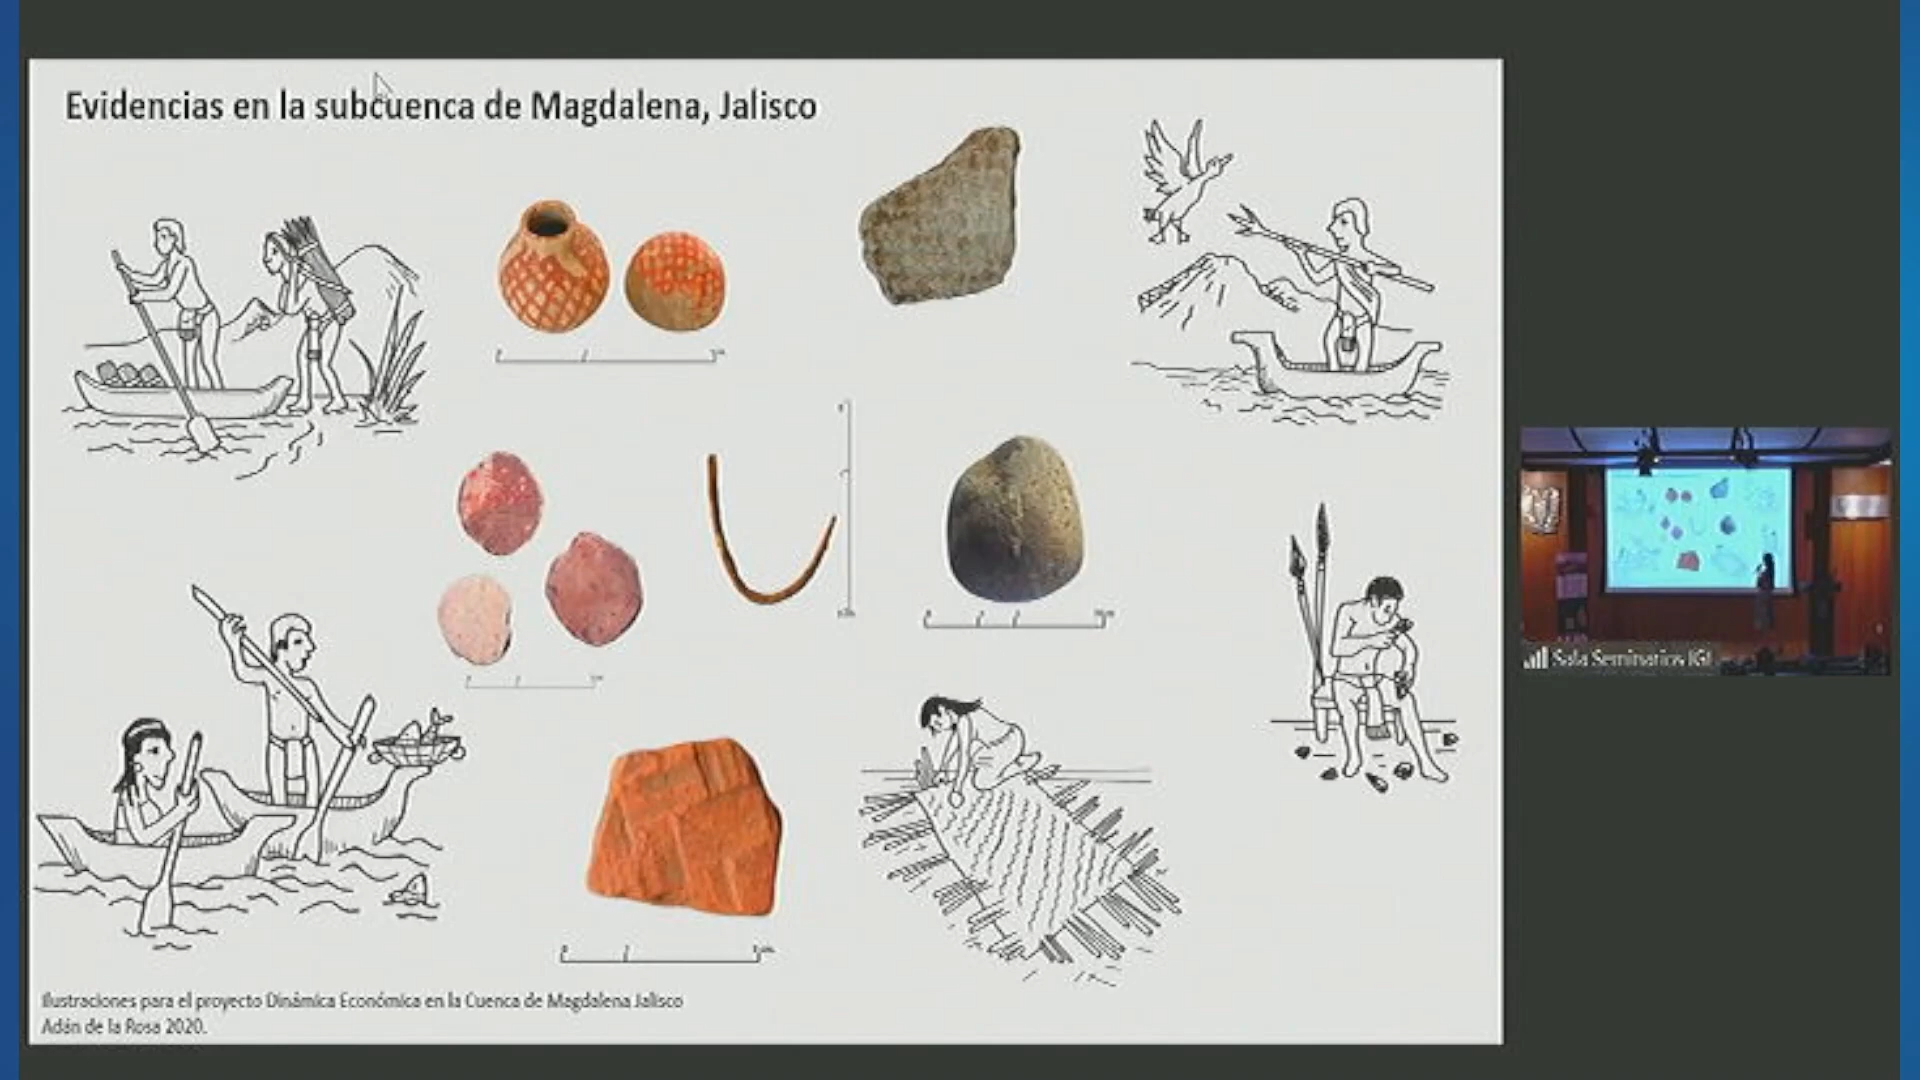 Evidencias en la subcuenca de Magdalena, Jalisco
Sala Seminarios IGL
Ilustraciones para el proyecto Dinámica Económica en la Cuenca de Magdalena Jalisco
Adán de la Rosa 2020.